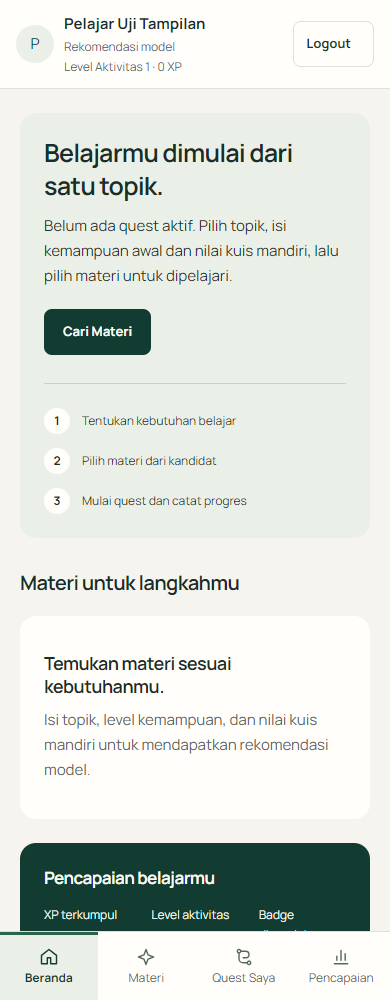 P
Pelajar Uji Tampilan
Rekomendasi model
Level Aktivitas 1 · 0 XP
Logout
Belajarmu dimulai dari
satu topik.
Belum ada quest aktif. Pilih topik, isi
kemampuan awal dan nilai kuis mandiri, lalu
pilih materi untuk dipelajari.
Cari Materi
1 Tentukan kebutuhan belajar
2 Pilih materi dari kandidat
3 Mulai quest dan catat progres
Materi untuk langkahmu
Temukan materi sesuai
kebutuhanmu.
Isi topik, level kemampuan, dan nilai kuis
mandiri untuk mendapatkan rekomendasi
model.
Pencapaian belajarmu
XP terkumpul Level aktivitas Badge
Beranda Materi Quest Saya Pencapaian